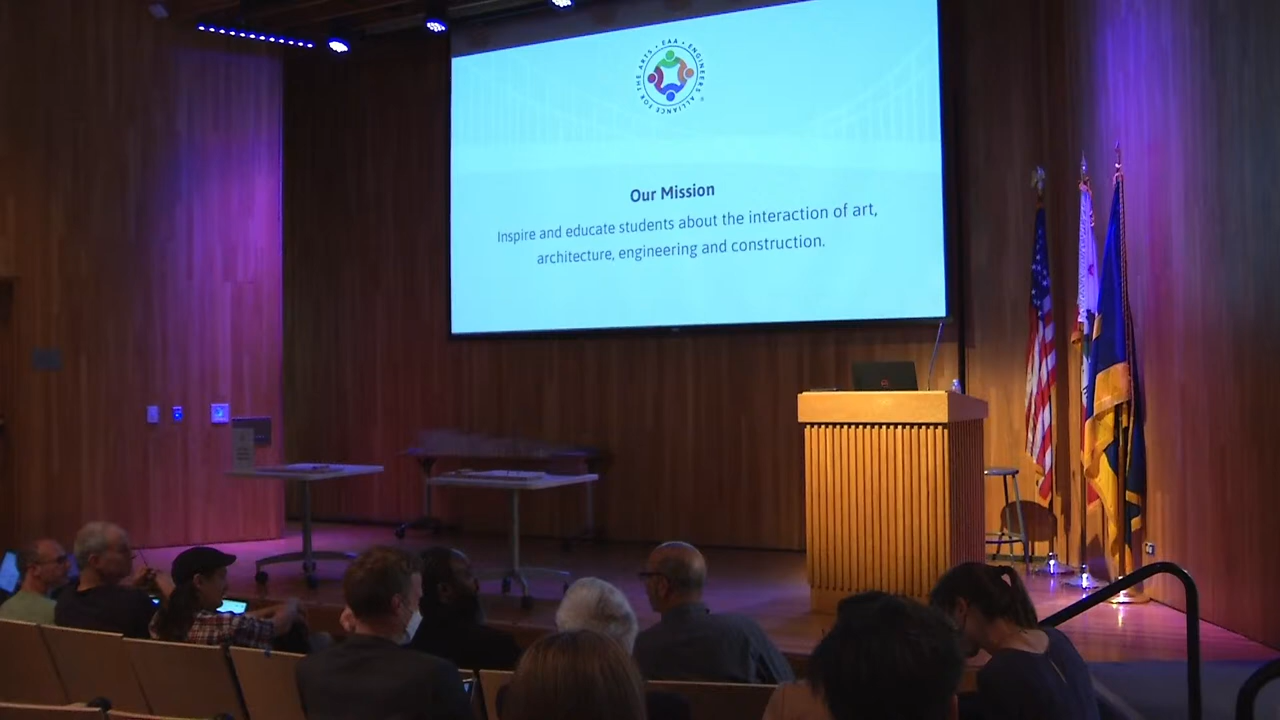 EAA • ENGINEERS ALLIANCE FOR THE ARTS •
Our Mission
Inspire and educate students about the interaction of art,
architecture, engineering and construction.